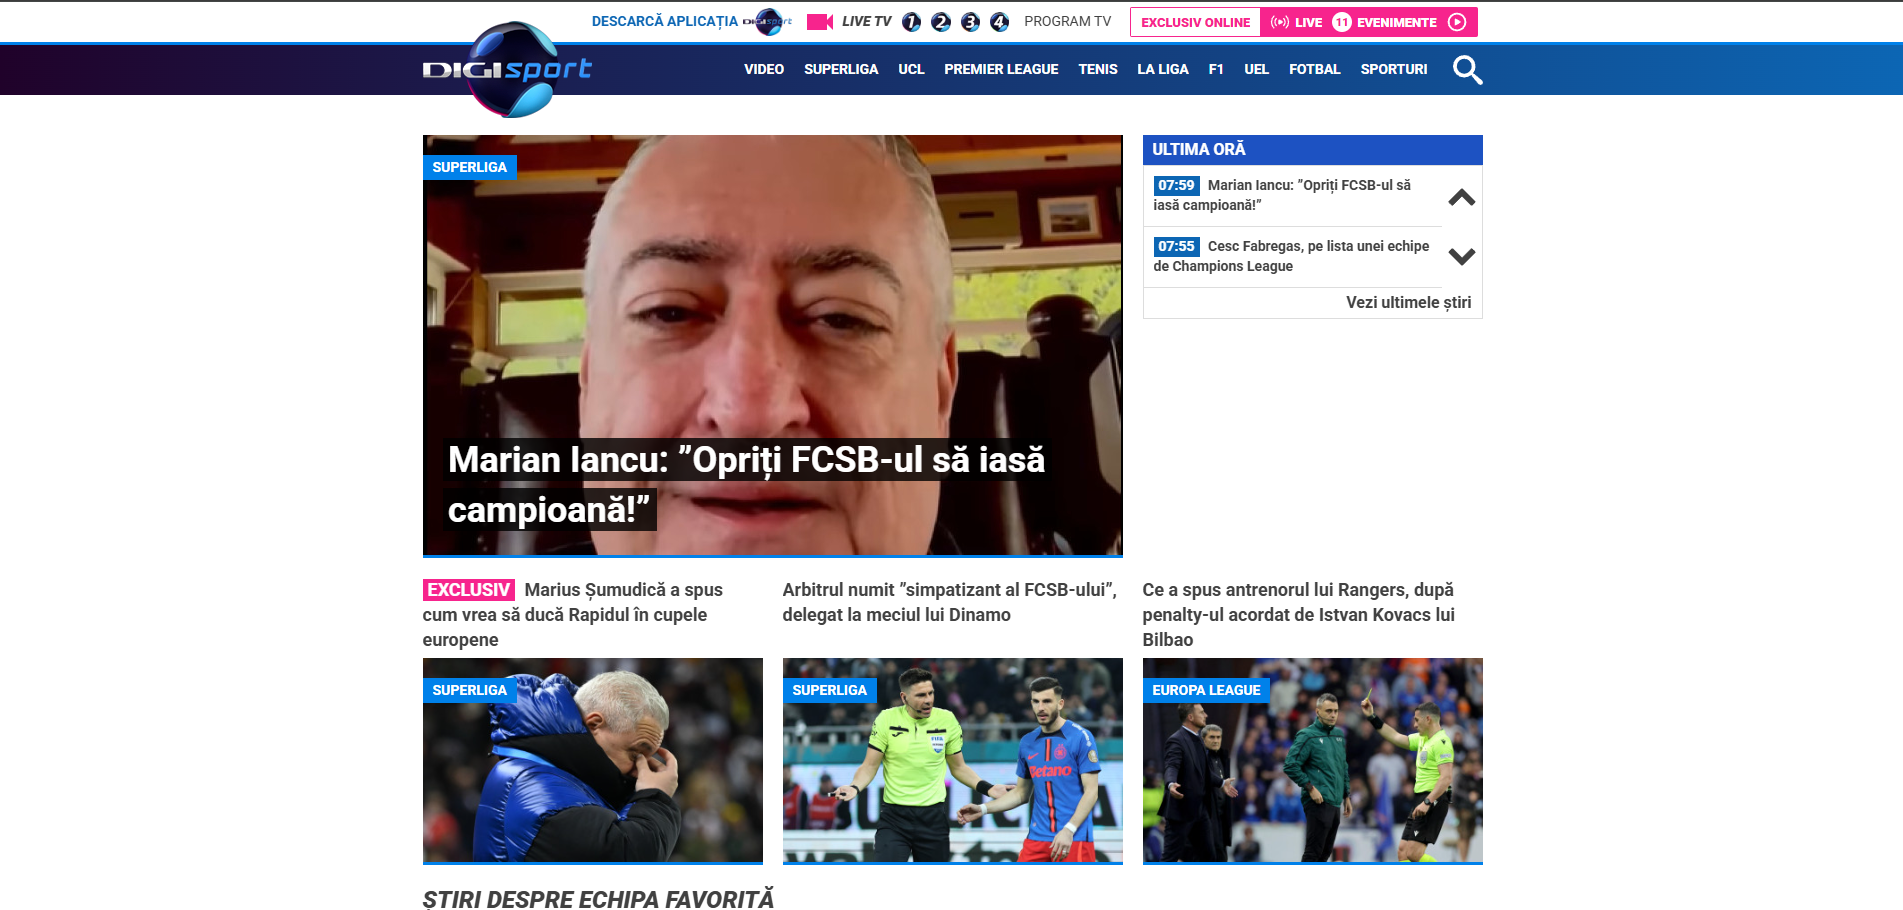 DESCARCĂ APLICAȚIA DIGI sport LIVE TV 1 2 3 4 PROGRAM TV EXCLUSIV ONLINE LIVE 11 EVENIMENTE
DIGI sport
VIDEO SUPERLIGA UCL PREMIER LEAGUE TENIS LA LIGA F1 UEL FOTBAL SPORTURI
SUPERLIGA
Marian Iancu: ”Opriți FCSB-ul să iasă
campioană!”
ULTIMA ORĂ
07:59 Marian Iancu: ”Opriți FCSB-ul să
iasă campioană!”
07:55 Cesc Fabregas, pe lista unei echipe
de Champions League
Vezi ultimele știri
EXCLUSIV Marius Șumudică a spus
cum vrea să ducă Rapidul în cupele
europene
SUPERLIGA
Arbitrul numit ”simpatizant al FCSB-ului”,
delegat la meciul lui Dinamo
SUPERLIGA
FIFA
Betano
Ce a spus antrenorul lui Rangers, după
penalty-ul acordat de Istvan Kovacs lui
Bilbao
EUROPA LEAGUE
ȘTIRI DESPRE ECHIPA FAVORITĂ